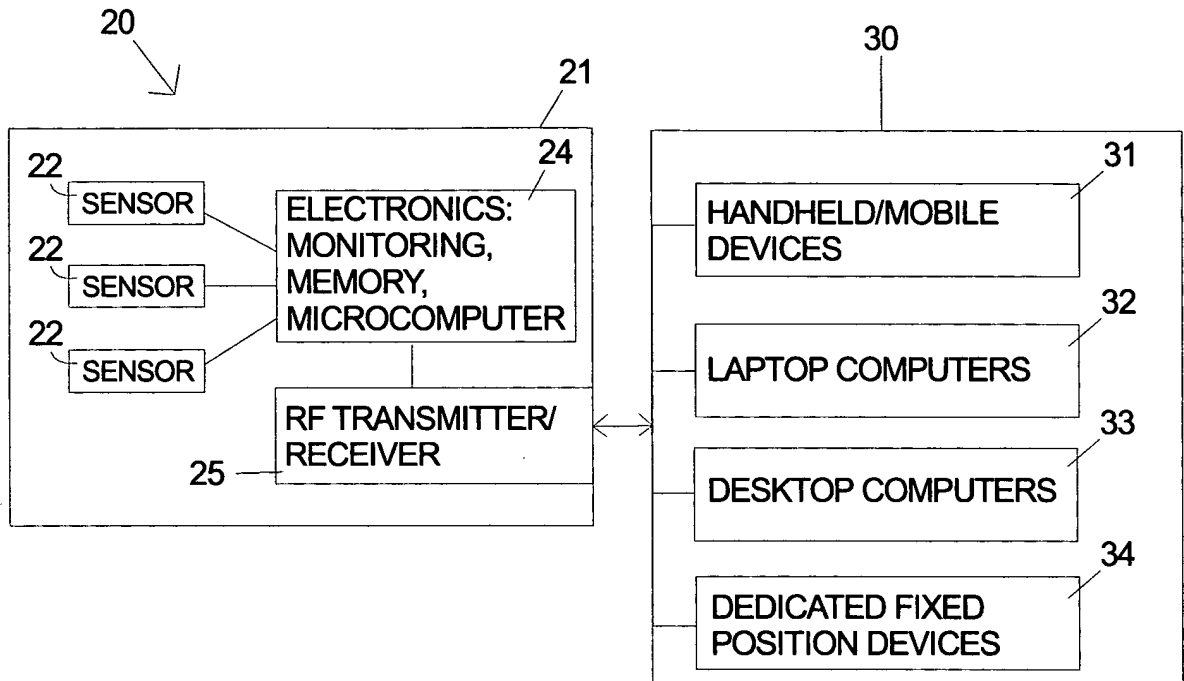 20
21
30
22
SENSOR
22
SENSOR
22
SENSOR
24
ELECTRONICS:
MONITORING,
MEMORY,
MICROCOMPUTER
RF TRANSMITTER/
RECEIVER
25
31
HANDHELD/MOBILE
DEVICES
32
LAPTOP COMPUTERS
33
DESKTOP COMPUTERS
34
DEDICATED FIXED
POSITION DEVICES